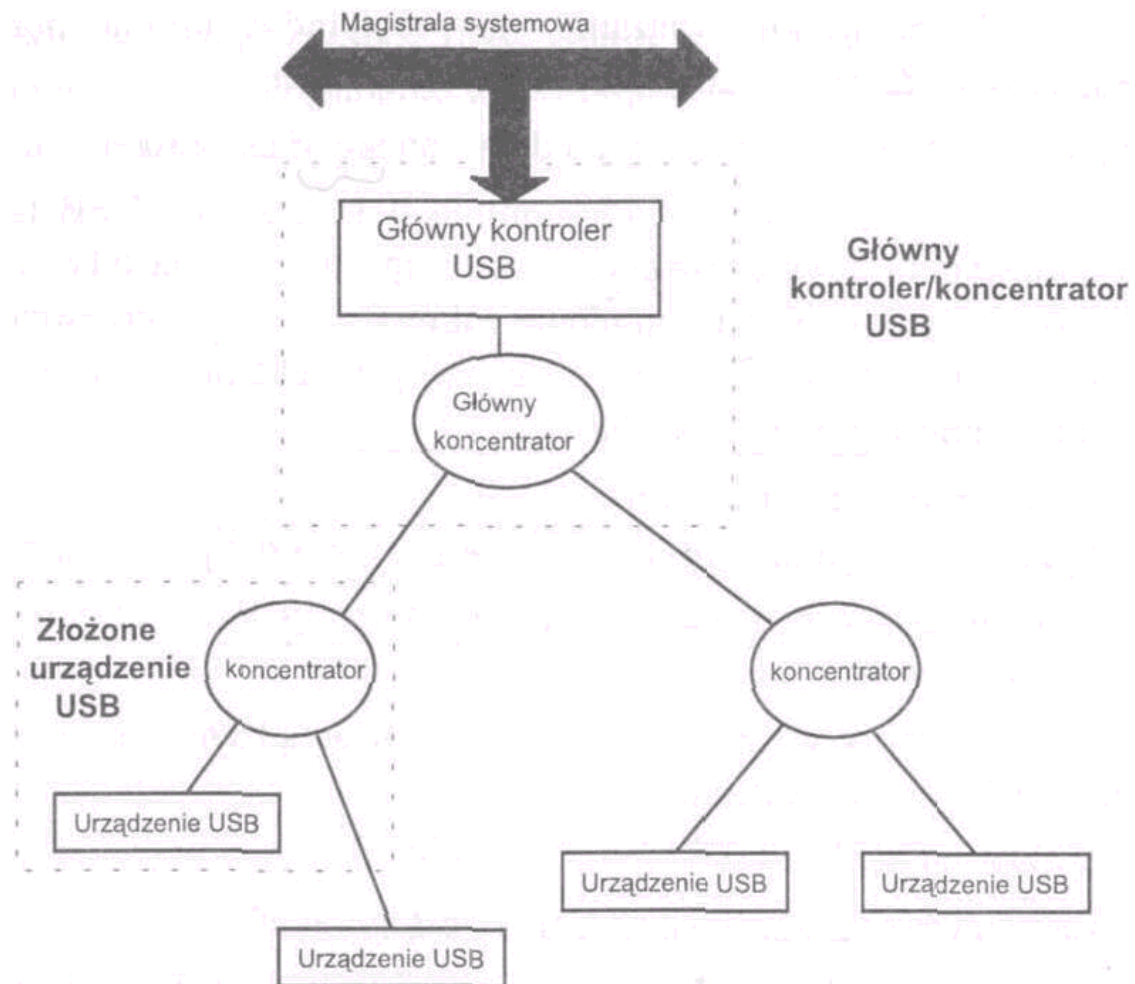 Magistrala systemowa
Główny kontroler
USB
Główny
kontroler/koncentrator
USB
Główny
koncentrator
Złożone
urządzenie
USB
koncentrator
koncentrator
Urządzenie USB
Urządzenie USB
Urządzenie USB
Urządzenie USB